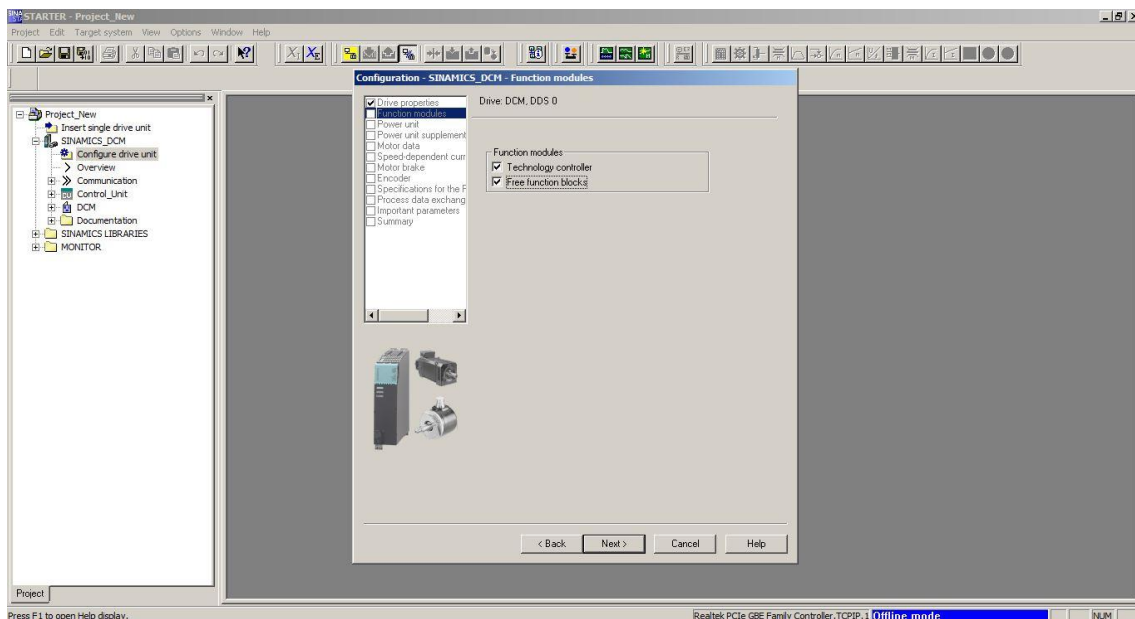 STARTER - Project_New
Project Edit Target system View Options Window Help
Configuration - SINAMICS_DCM - Function modules
Project_New
Insert single drive unit
SINAMICS_DCM
Configure drive unit
Overview
Communication
Control_Unit
DCM
Documentation
SINAMICS LIBRARIES
MONITOR
Drive properties
Function modules
Power unit
Power unit supplement
Motor data
Speed-dependent curr
Motor brake
Encoder
Specifications for the F
Process data exchang
Important parameters
Summary
Drive: DCM, DDS 0
Function modules
Technology controller
Free function blocks
< Back Next > Cancel Help
Project
Press F1 to open Help display.
Realtek PCIe GBE Family Controller.TCPIP.1 Offline mode NUM